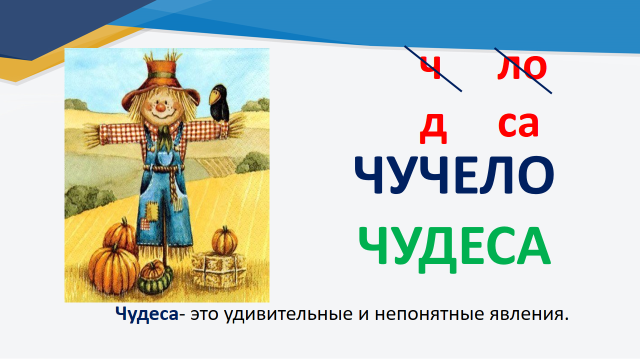 ч ло
д са
ЧУЧЕЛО
ЧУДЕСА
Чудеса- это удивительные и непонятные явления.